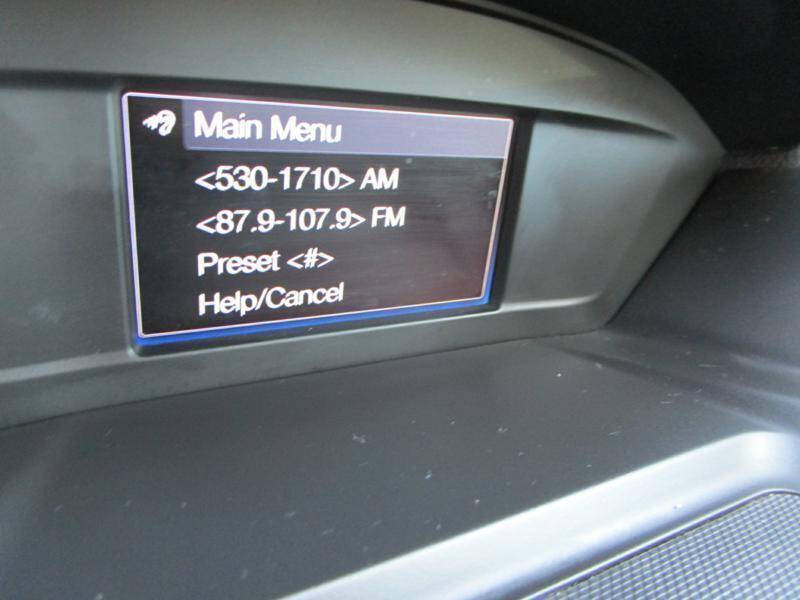 Main Menu
<530-1710> AM
<87.9-107.9> FM
Preset <#>
Help/Cancel